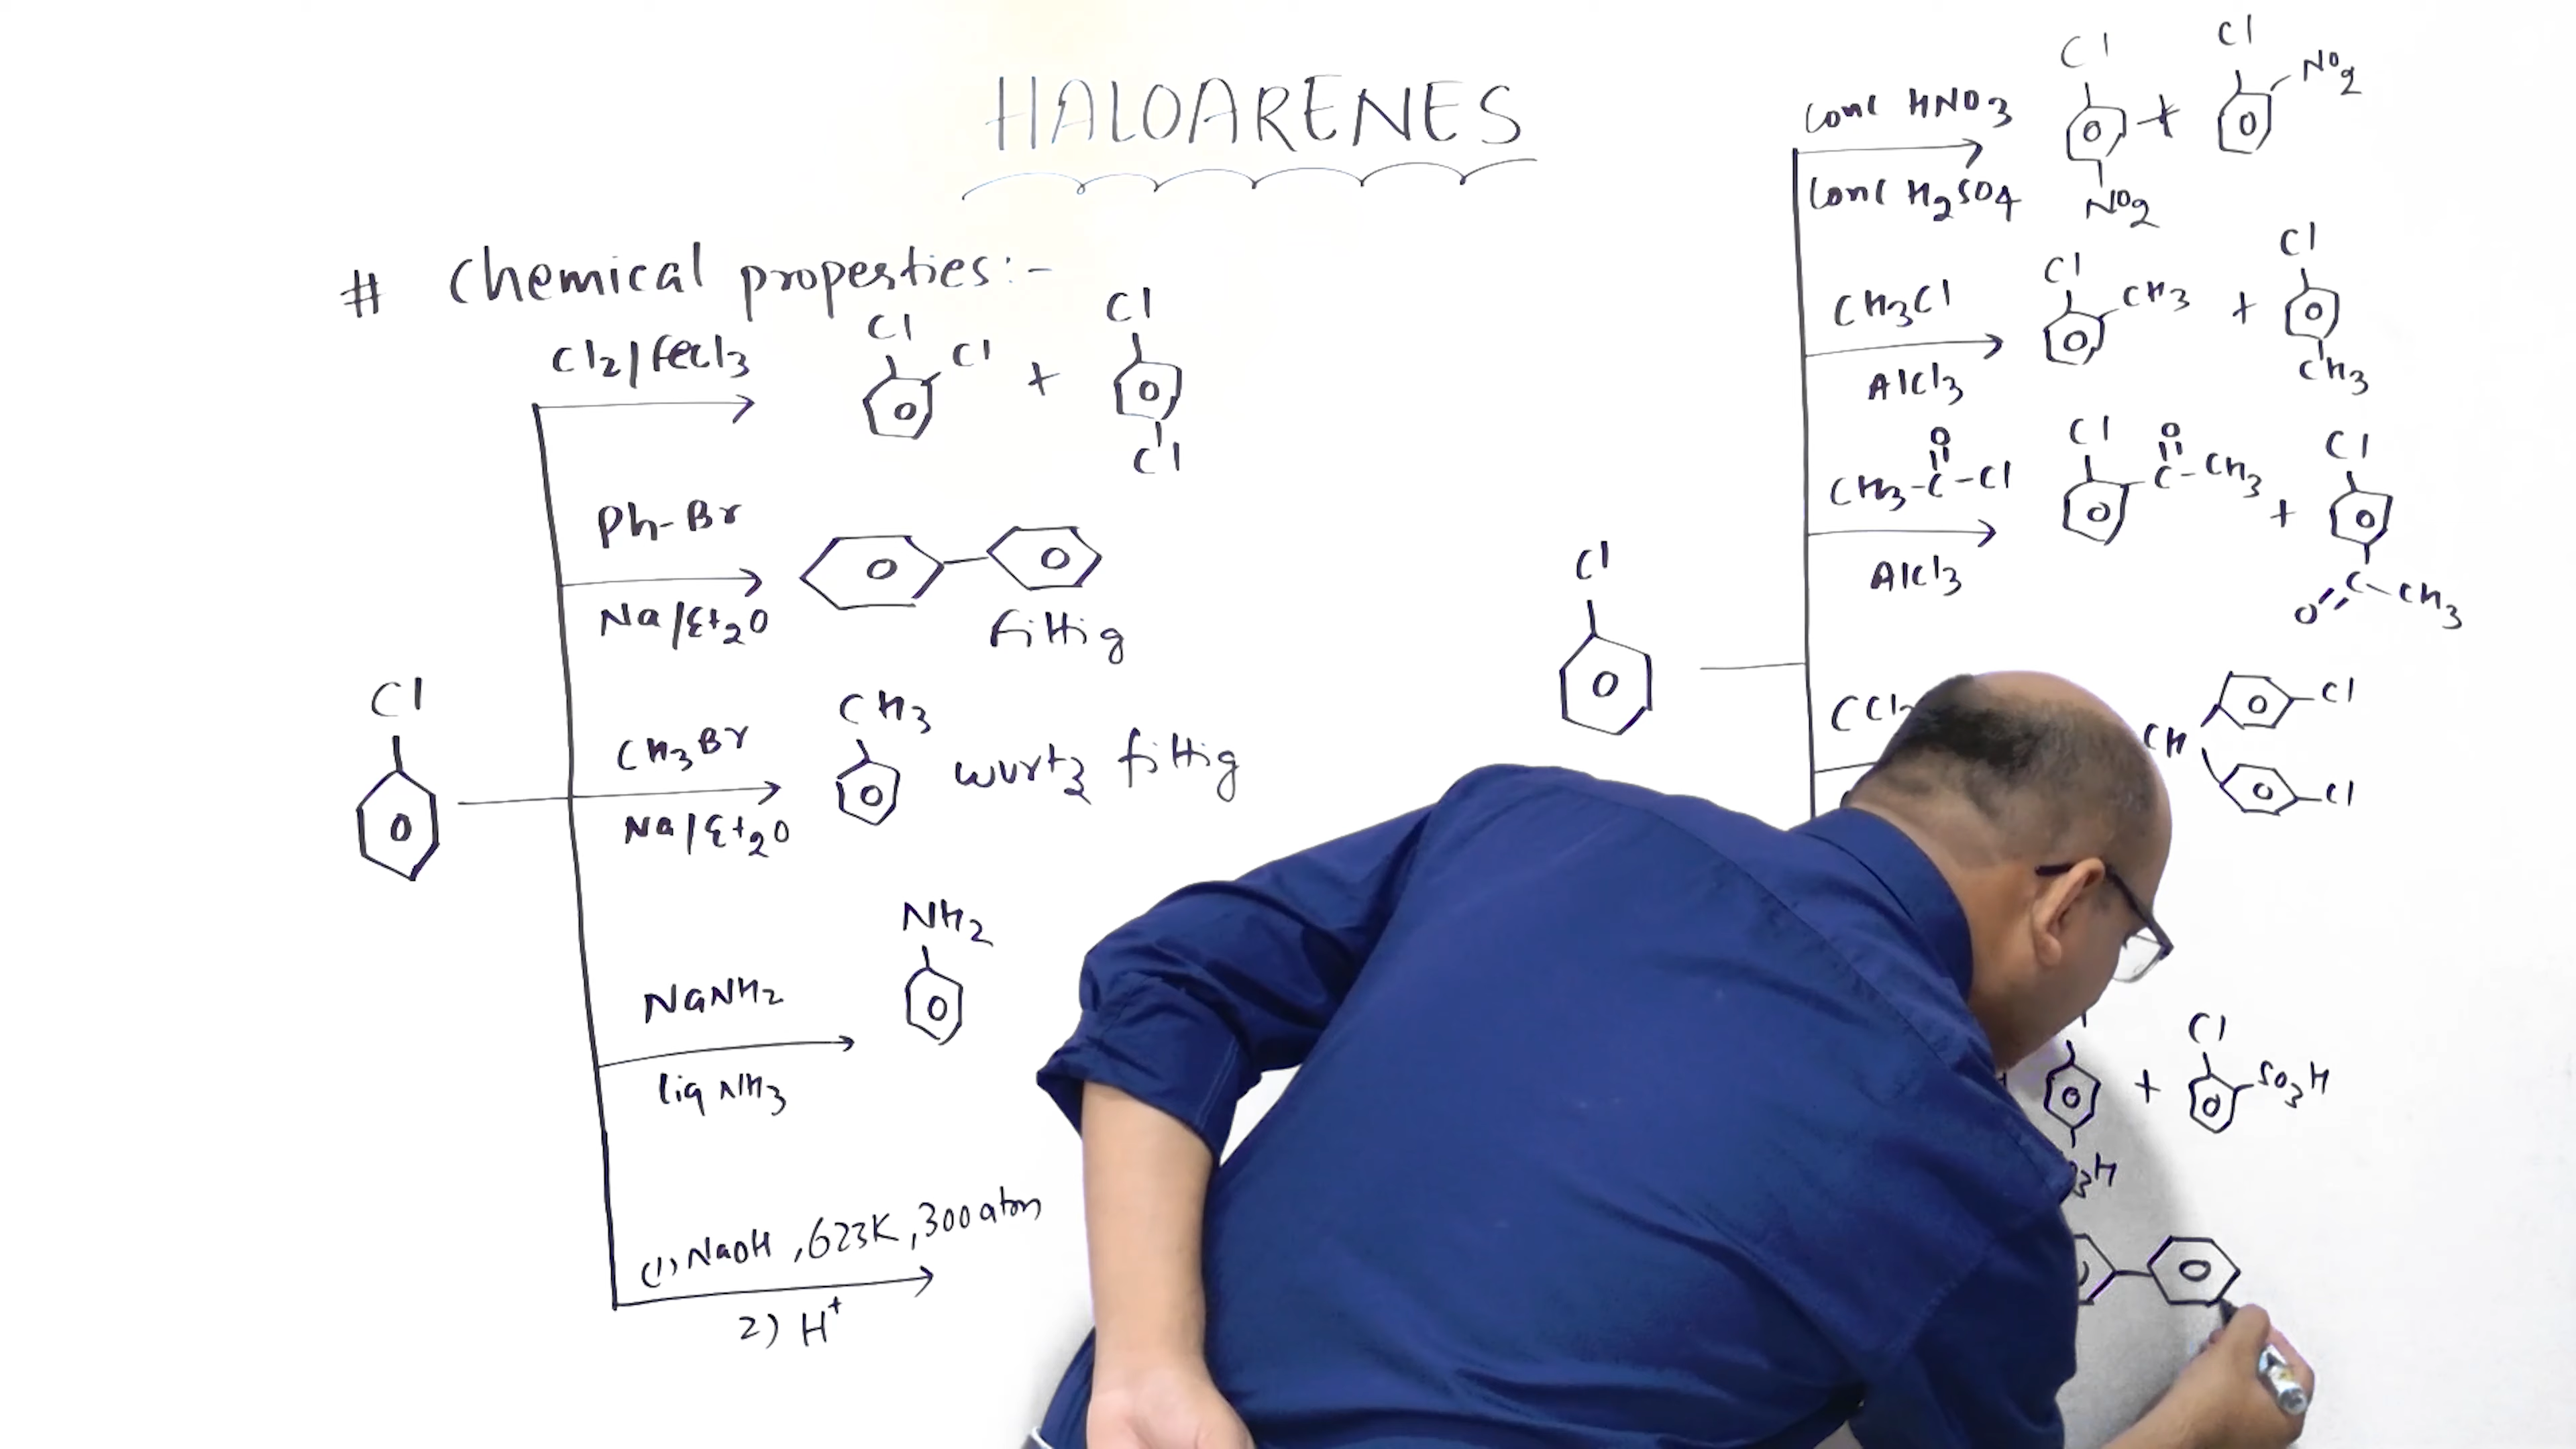 HALOARENES
# Chemical properties:-
Cl2/FeCl3
Cl
Cl
+
Cl
Cl
Ph-Br
Na/Et2O
Fittig
Cl
CH3Br
Na/Et2O
CH3
Wurtz fittig
NaNH2
liq NH3
NH2
(1) NaOH, 623K, 300 atm
2) H+
Conc HNO3
Conc H2SO4
Cl
NO2
+
Cl
NO2
CH3Cl
AlCl3
Cl
CH3
+
Cl
CH3
O
CH3-C-Cl
AlCl3
Cl
O
C-CH3
+
Cl
C-CH3
O
Cl
CH
Cl
Cl
+
Cl
SO3H
3H